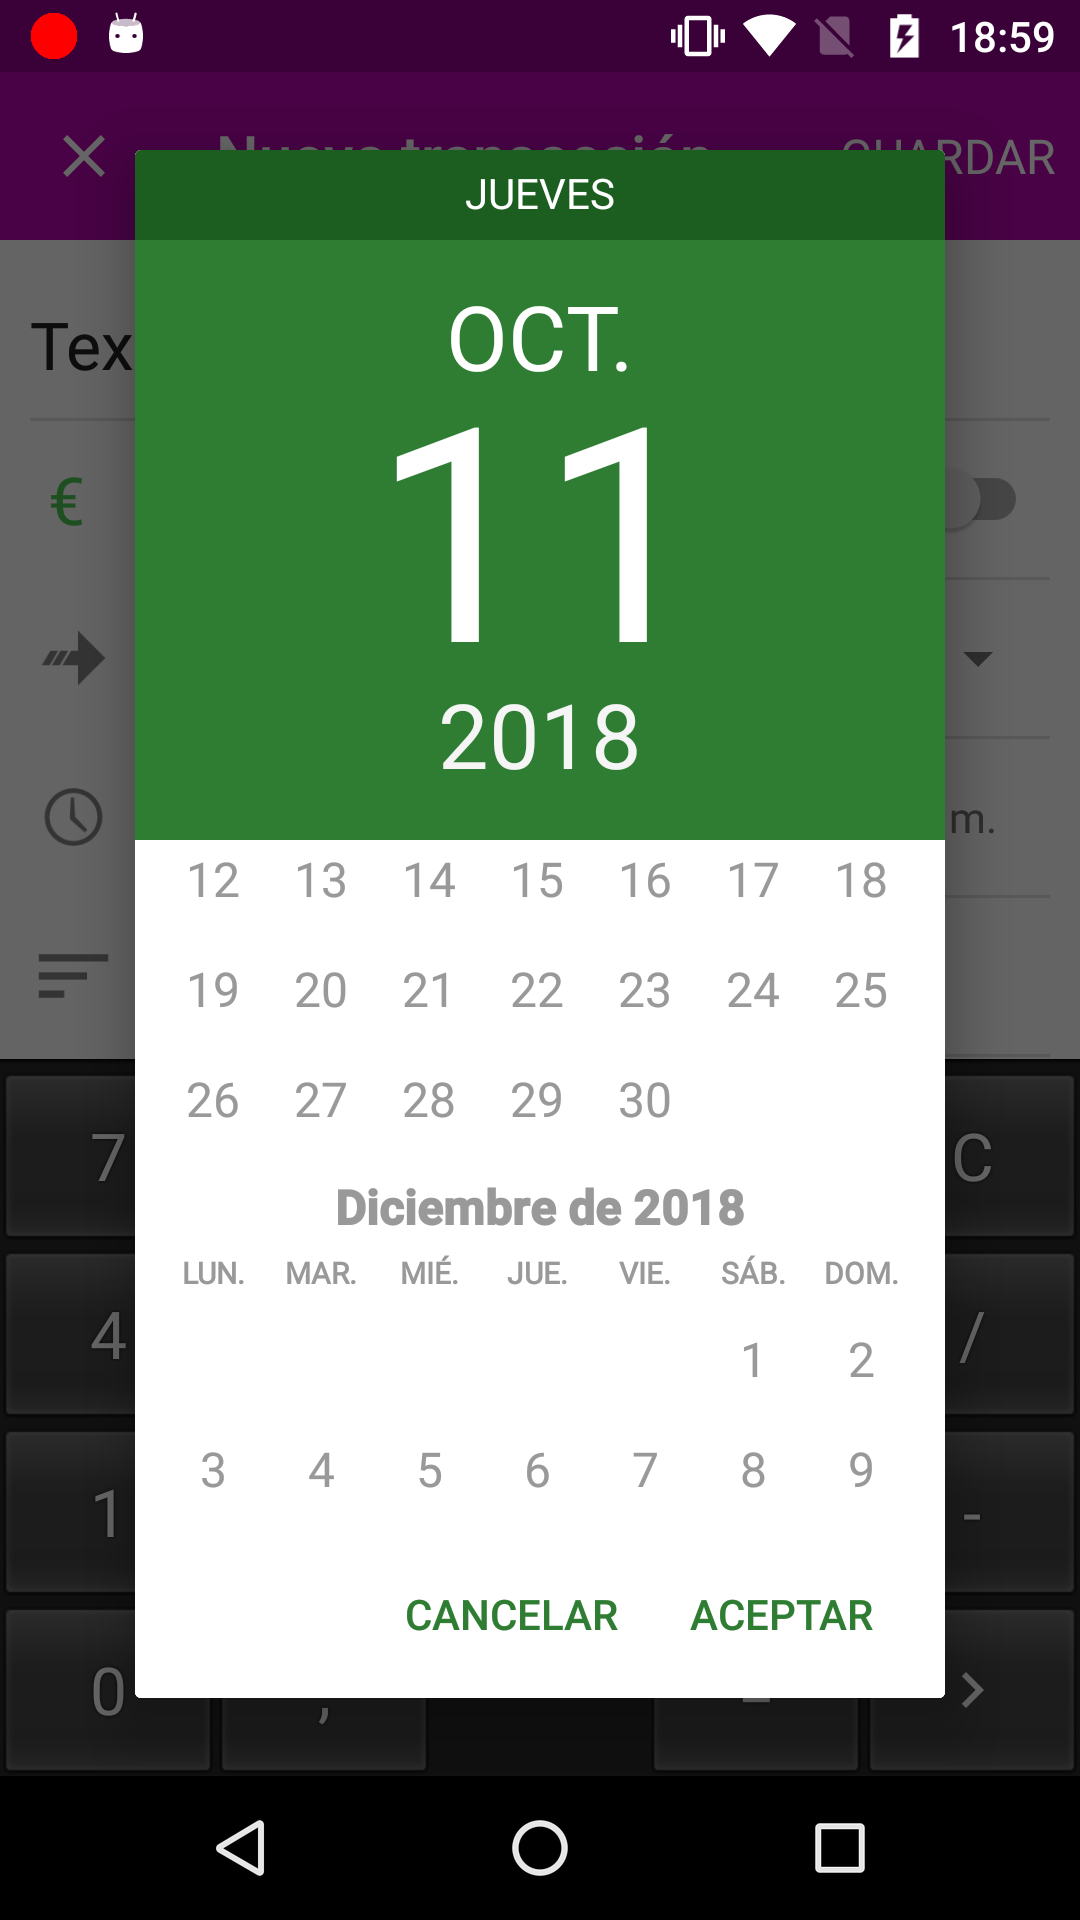 18:59
Nueva transacción GUARDAR
JUEVES
Tex
OCT.
11
2018
€
m.
12 13 14 15 16 17 18
19 20 21 22 23 24 25
26 27 28 29 30
Diciembre de 2018
LUN. MAR. MIÉ. JUE. VIE. SÁB. DOM.
1 2
3 4 5 6 7 8 9
7 C
4 /
1 -
CANCELAR ACEPTAR
0 , =